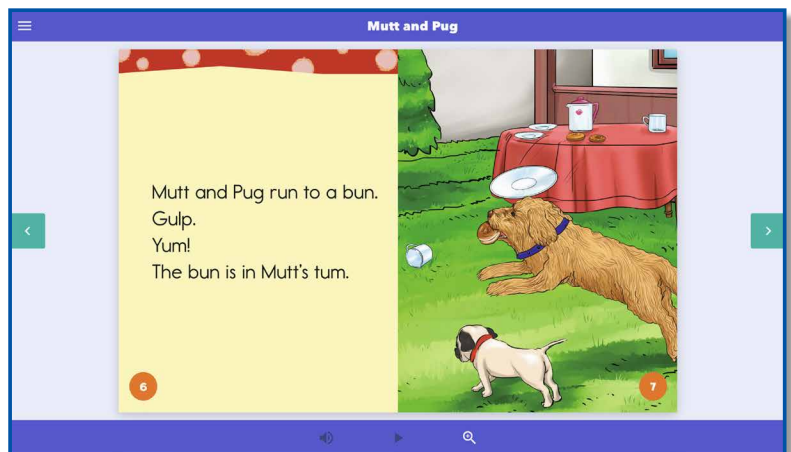 Mutt and Pug
Mutt and Pug run to a bun.
Gulp.
Yum!
The bun is in Mutt's tum.
6
7